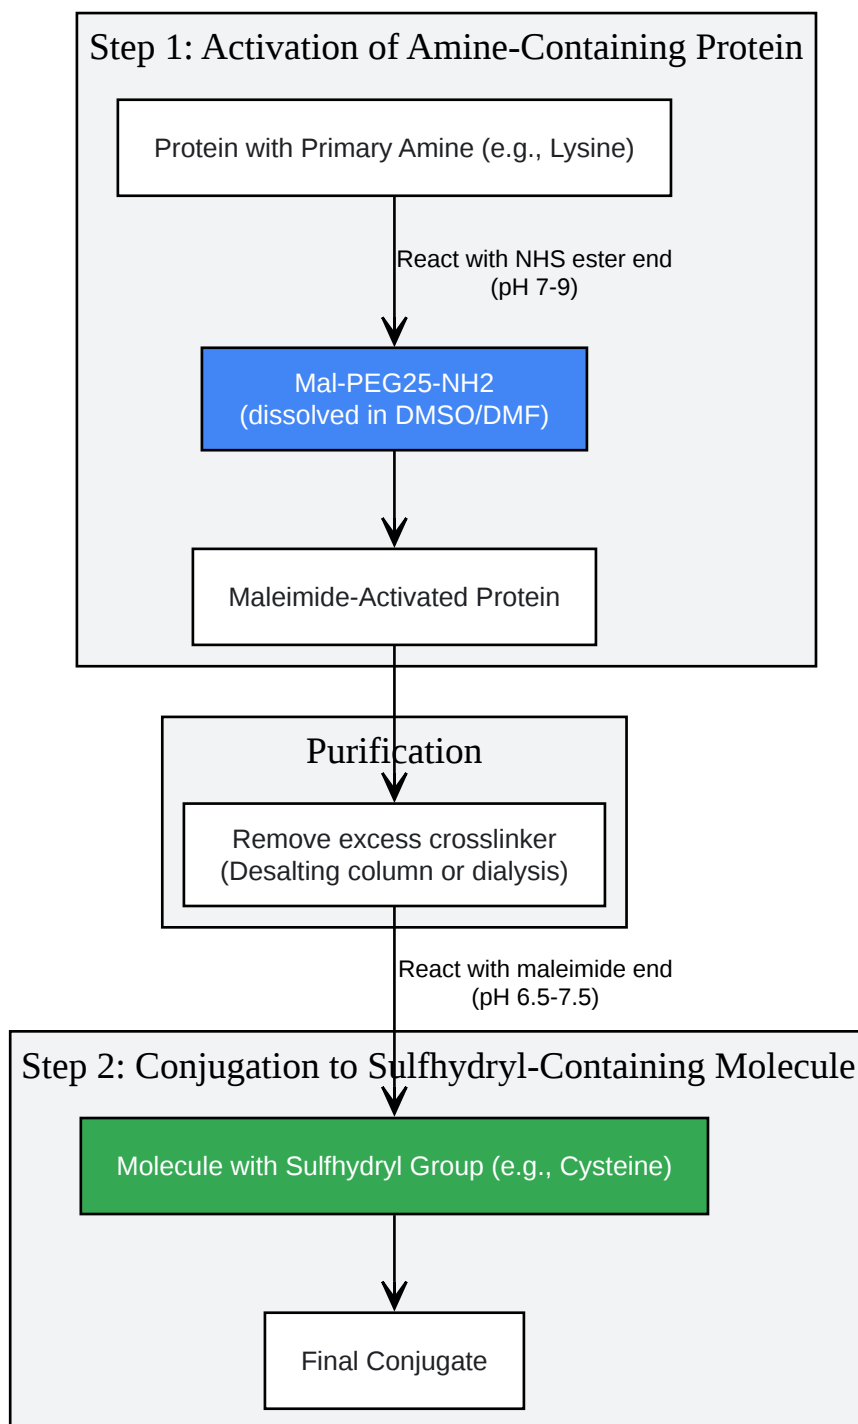 Step 1: Activation of Amine-Containing Protein
Protein with Primary Amine (e.g., Lysine)
React with NHS ester end
(pH 7-9)
Mal-PEG25-NH2
(dissolved in DMSO/DMF)
Maleimide-Activated Protein
Purification
Remove excess crosslinker
(Desalting column or dialysis)
React with maleimide end
(pH 6.5-7.5)
Step 2: Conjugation to Sulfhydryl-Containing Molecule
Molecule with Sulfhydryl Group (e.g., Cysteine)
Final Conjugate